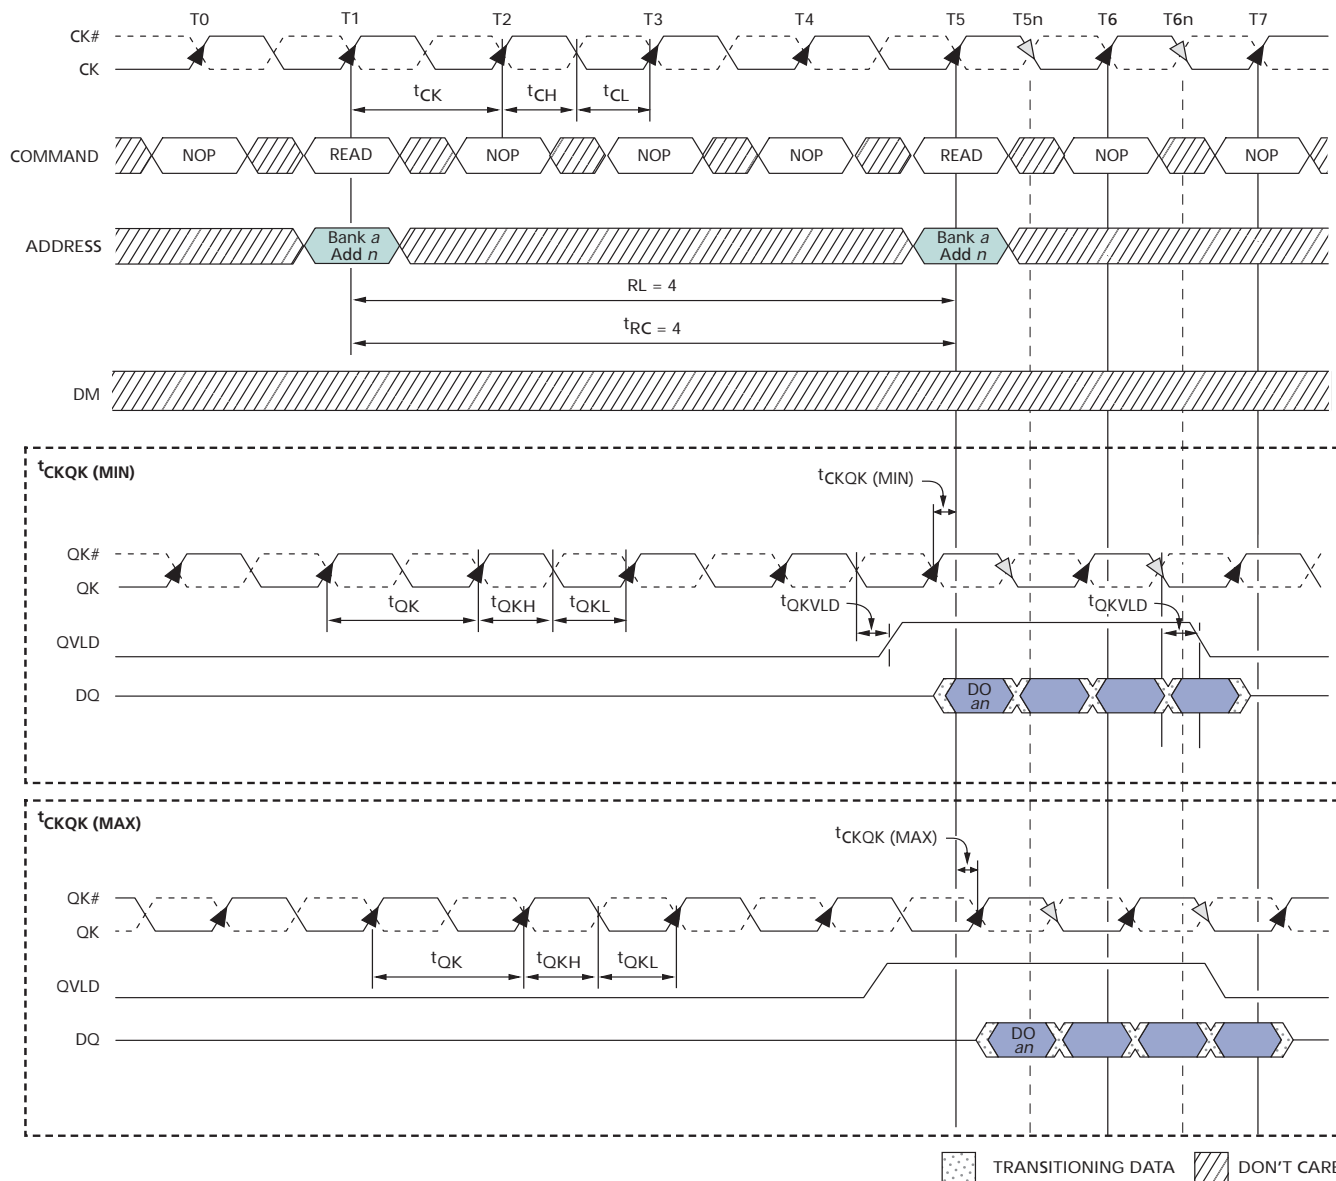 T0 T1 T2 T3 T4 T5 T5n T6 T6n T7
CK#
CK
tCK tCH tCL
COMMAND NOP READ NOP NOP NOP READ NOP NOP
ADDRESS Bank a Bank a
Add n Add n
RL = 4
tRC = 4
DM
tCKQK (MIN)
tCKQK (MIN)
QK#
QK
tQK tQKH tQKL tQKVLD tQKVLD
QVLD
DQ DO
an
tCKQK (MAX)
tCKQK (MAX)
QK#
QK
tQK tQKH tQKL
QVLD
DQ DO
an
TRANSITIONING DATA DON'T CARE